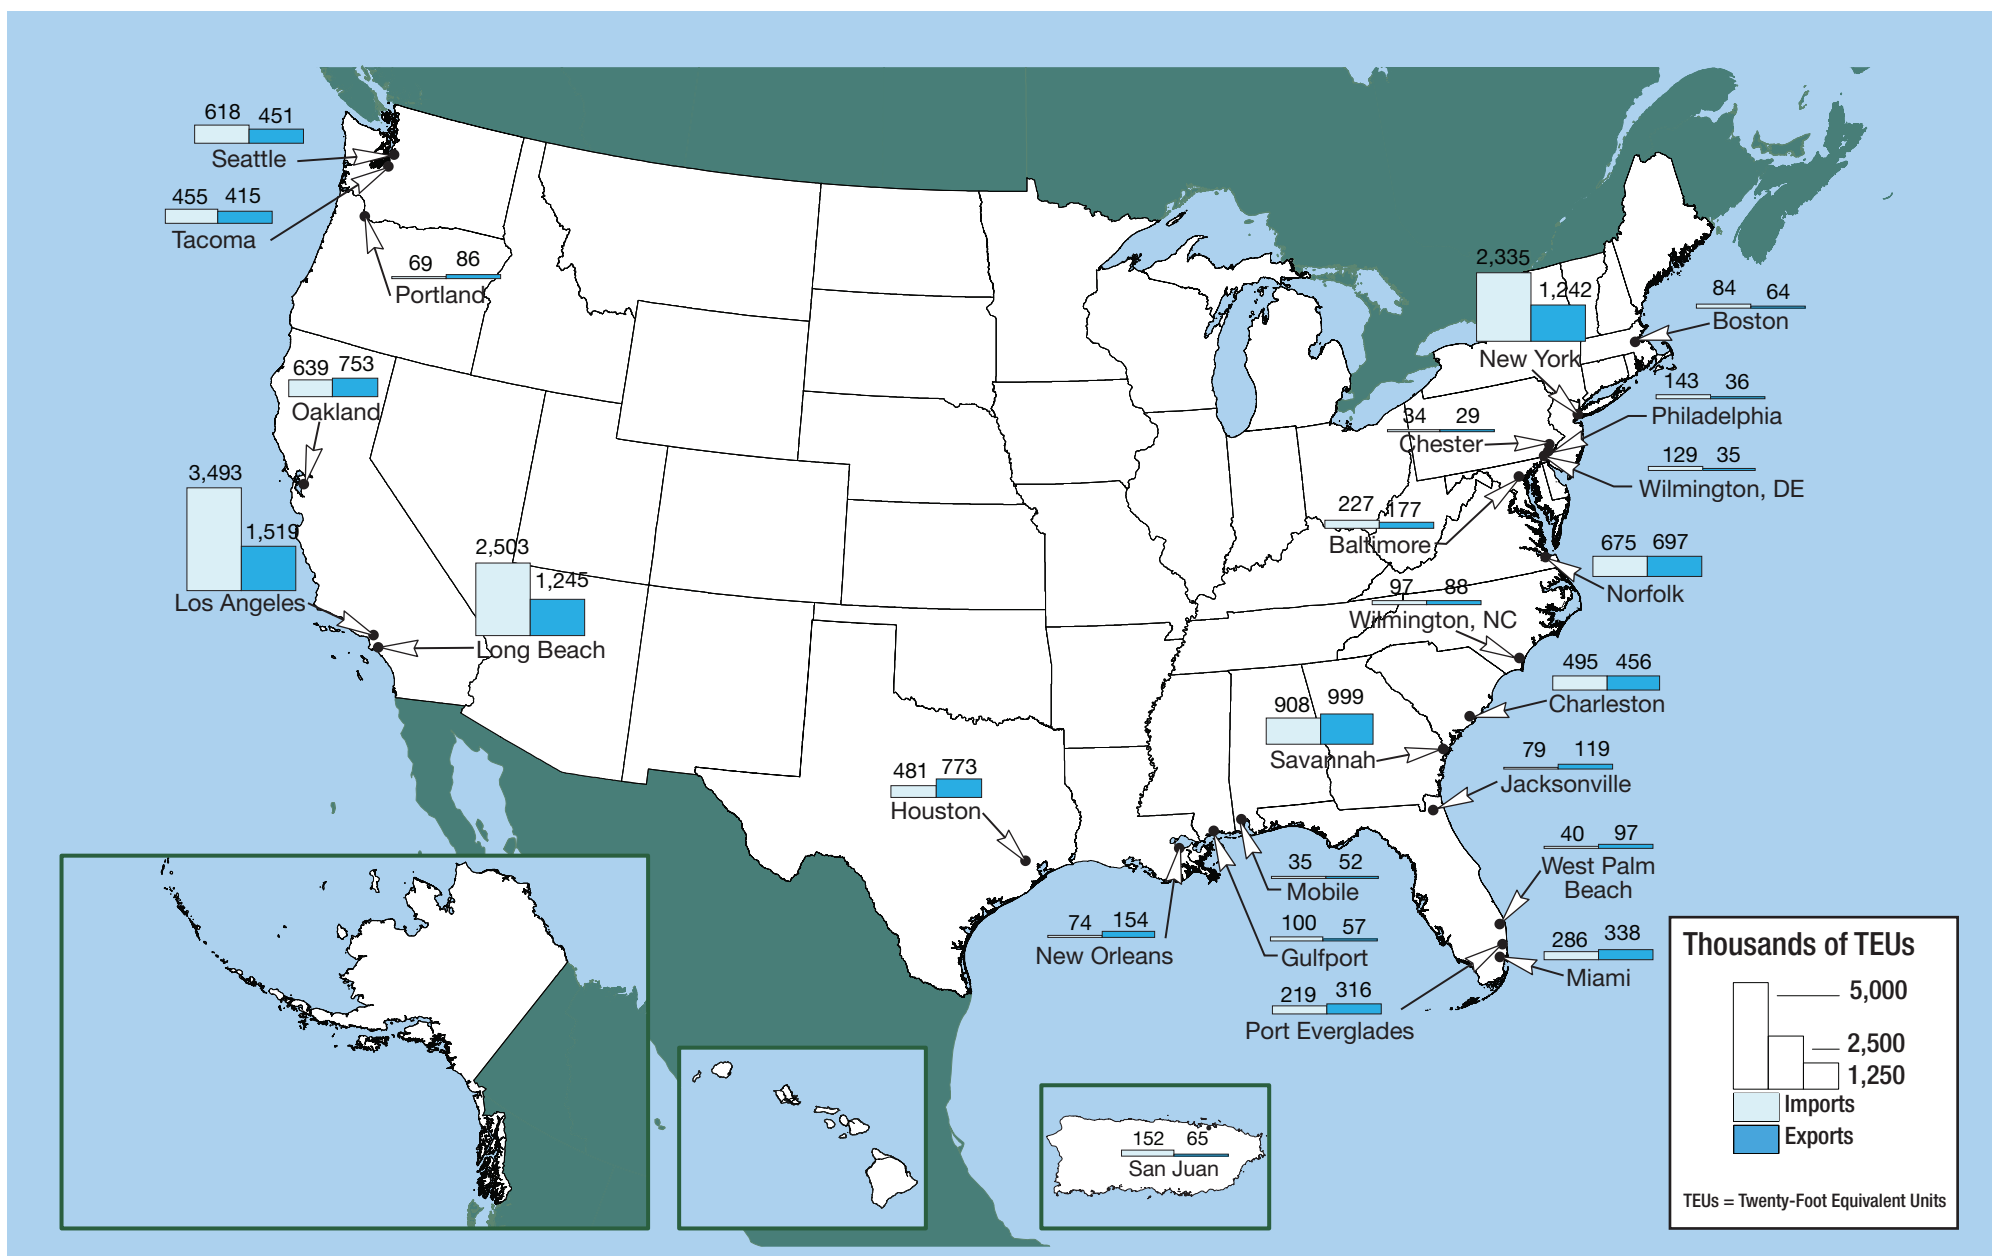 618 451
Seattle
455 415
Tacoma
69 86
Portland
639 753
Oakland
3,493
1,519
Los Angeles
2,503
1,245
Long Beach
481 773
Houston
74 154
New Orleans
35 52
Mobile
100 57
Gulfport
219 316
Port Everglades
286 338
Miami
40 97
West Palm
Beach
79 119
Jacksonville
908 999
Savannah
495 456
Charleston
97 88
Wilmington, NC
675 697
Norfolk
227 177
Baltimore
129 35
Wilmington, DE
34 29
Chester
143 36
Philadelphia
2,335
1,242
New York
84 64
Boston
152 65
San Juan
Thousands of TEUs
5,000
2,500
1,250
Imports
Exports
TEUs = Twenty-Foot Equivalent Units